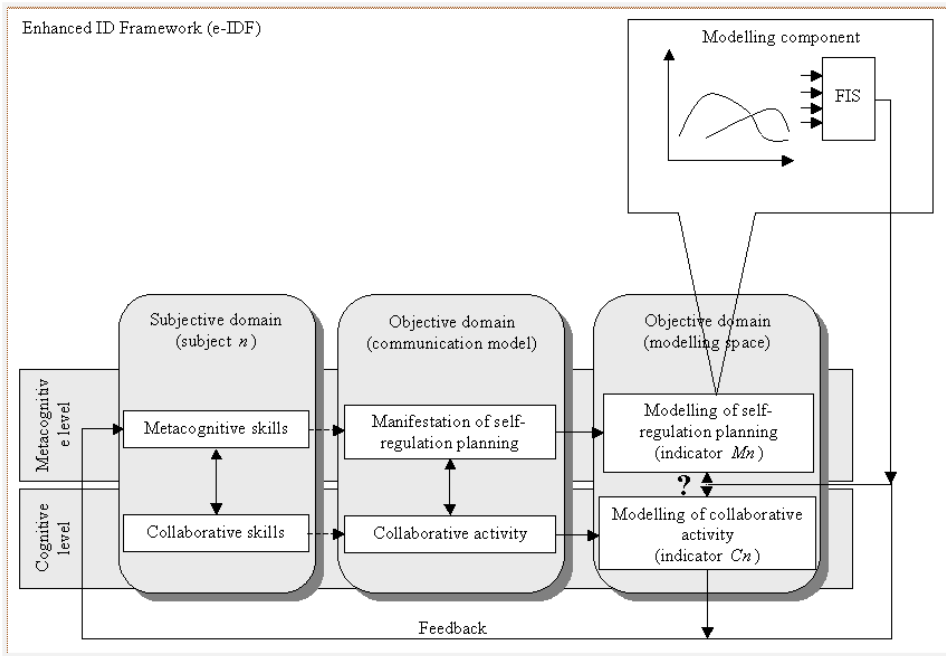 Enhanced ID Framework (e-IDF)
Modelling component
FIS
Subjective domain
(subject n)
Objective domain
(communication model)
Objective domain
(modelling space)
Metacognitiv
e level
Metacognitive skills
Manifestation of self-
regulation planning
Modelling of self-
regulation planning
(indicator Mn)
?
Cognitive
level
Collaborative skills
Collaborative activity
Modelling of collaborative
activity
(indicator Cn)
Feedback